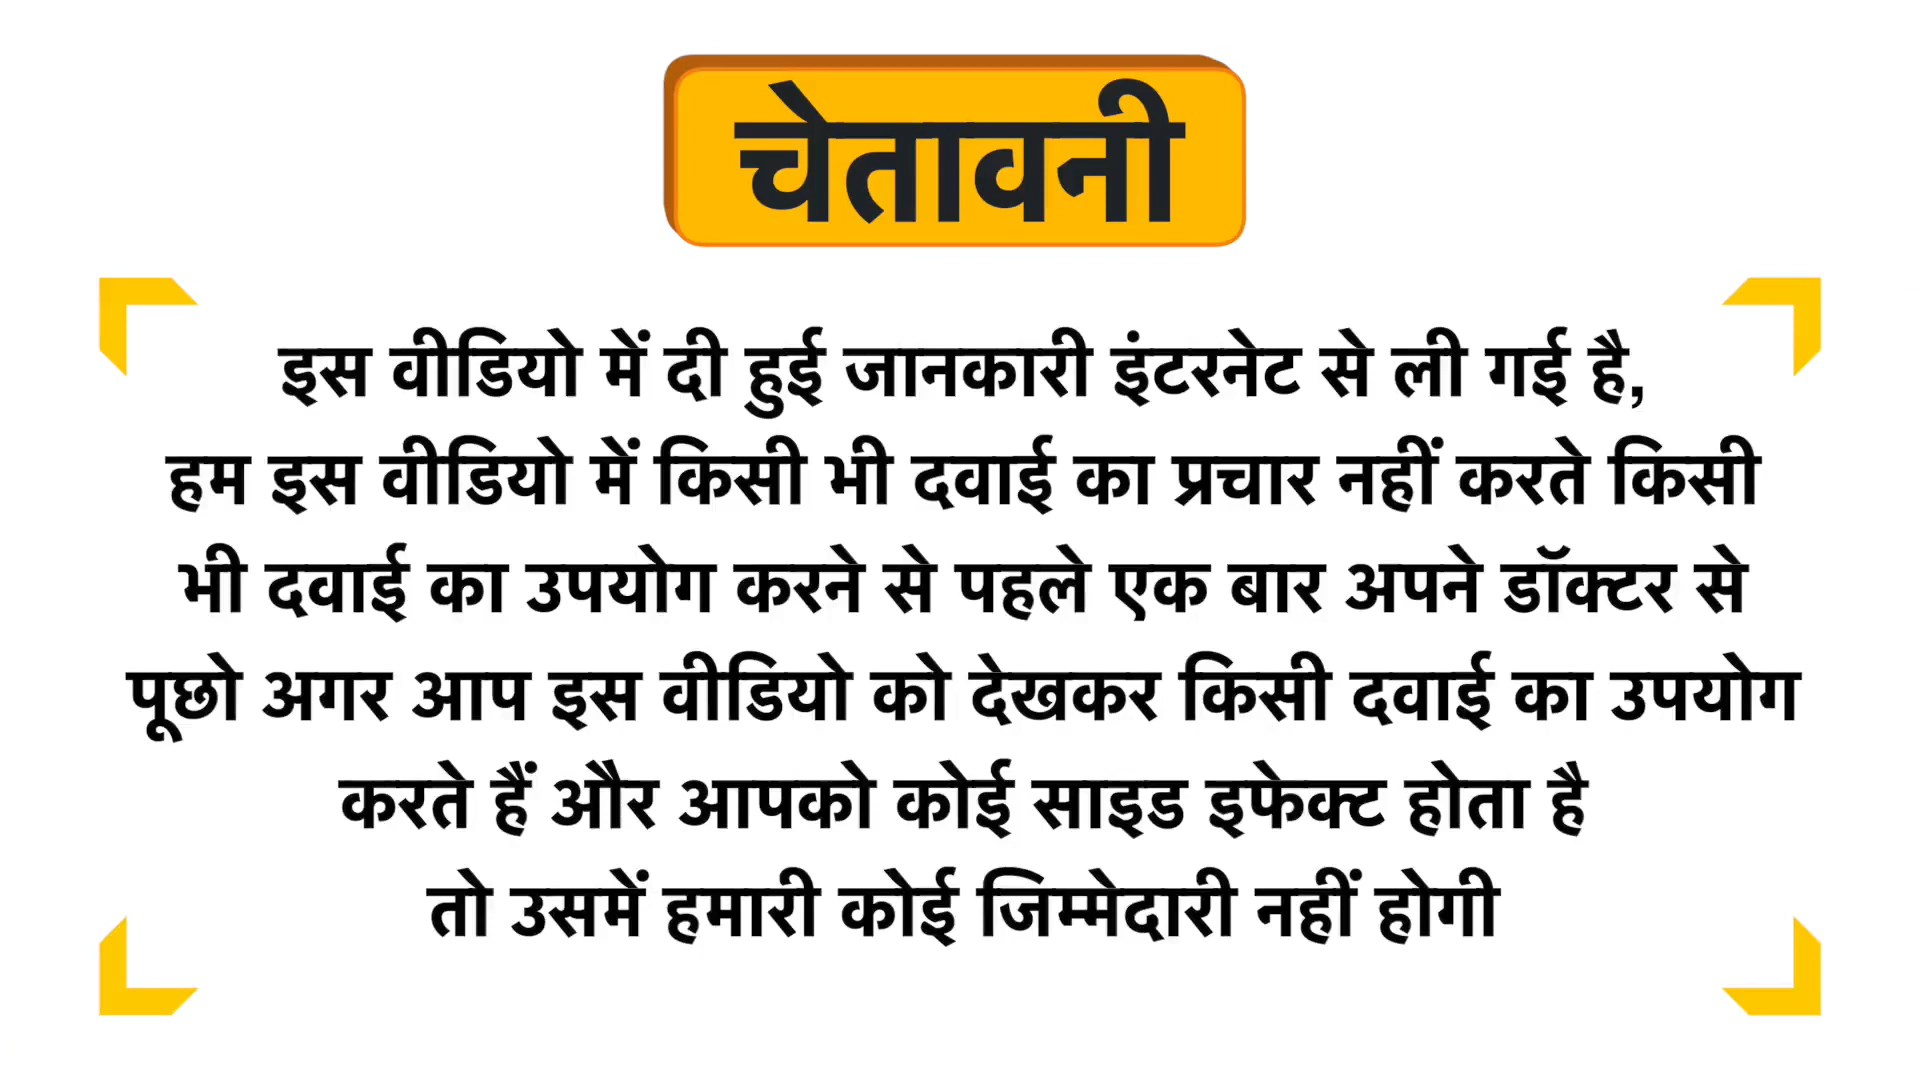 चेतावनी
इस वीडियो में दी हुई जानकारी इंटरनेट से ली गई है,
हम इस वीडियो में किसी भी दवाई का प्रचार नहीं करते किसी
भी दवाई का उपयोग करने से पहले एक बार अपने डॉक्टर से
पूछो अगर आप इस वीडियो को देखकर किसी दवाई का उपयोग
करते हैं और आपको कोई साइड इफेक्ट होता है
तो उसमें हमारी कोई जिम्मेदारी नहीं होगी